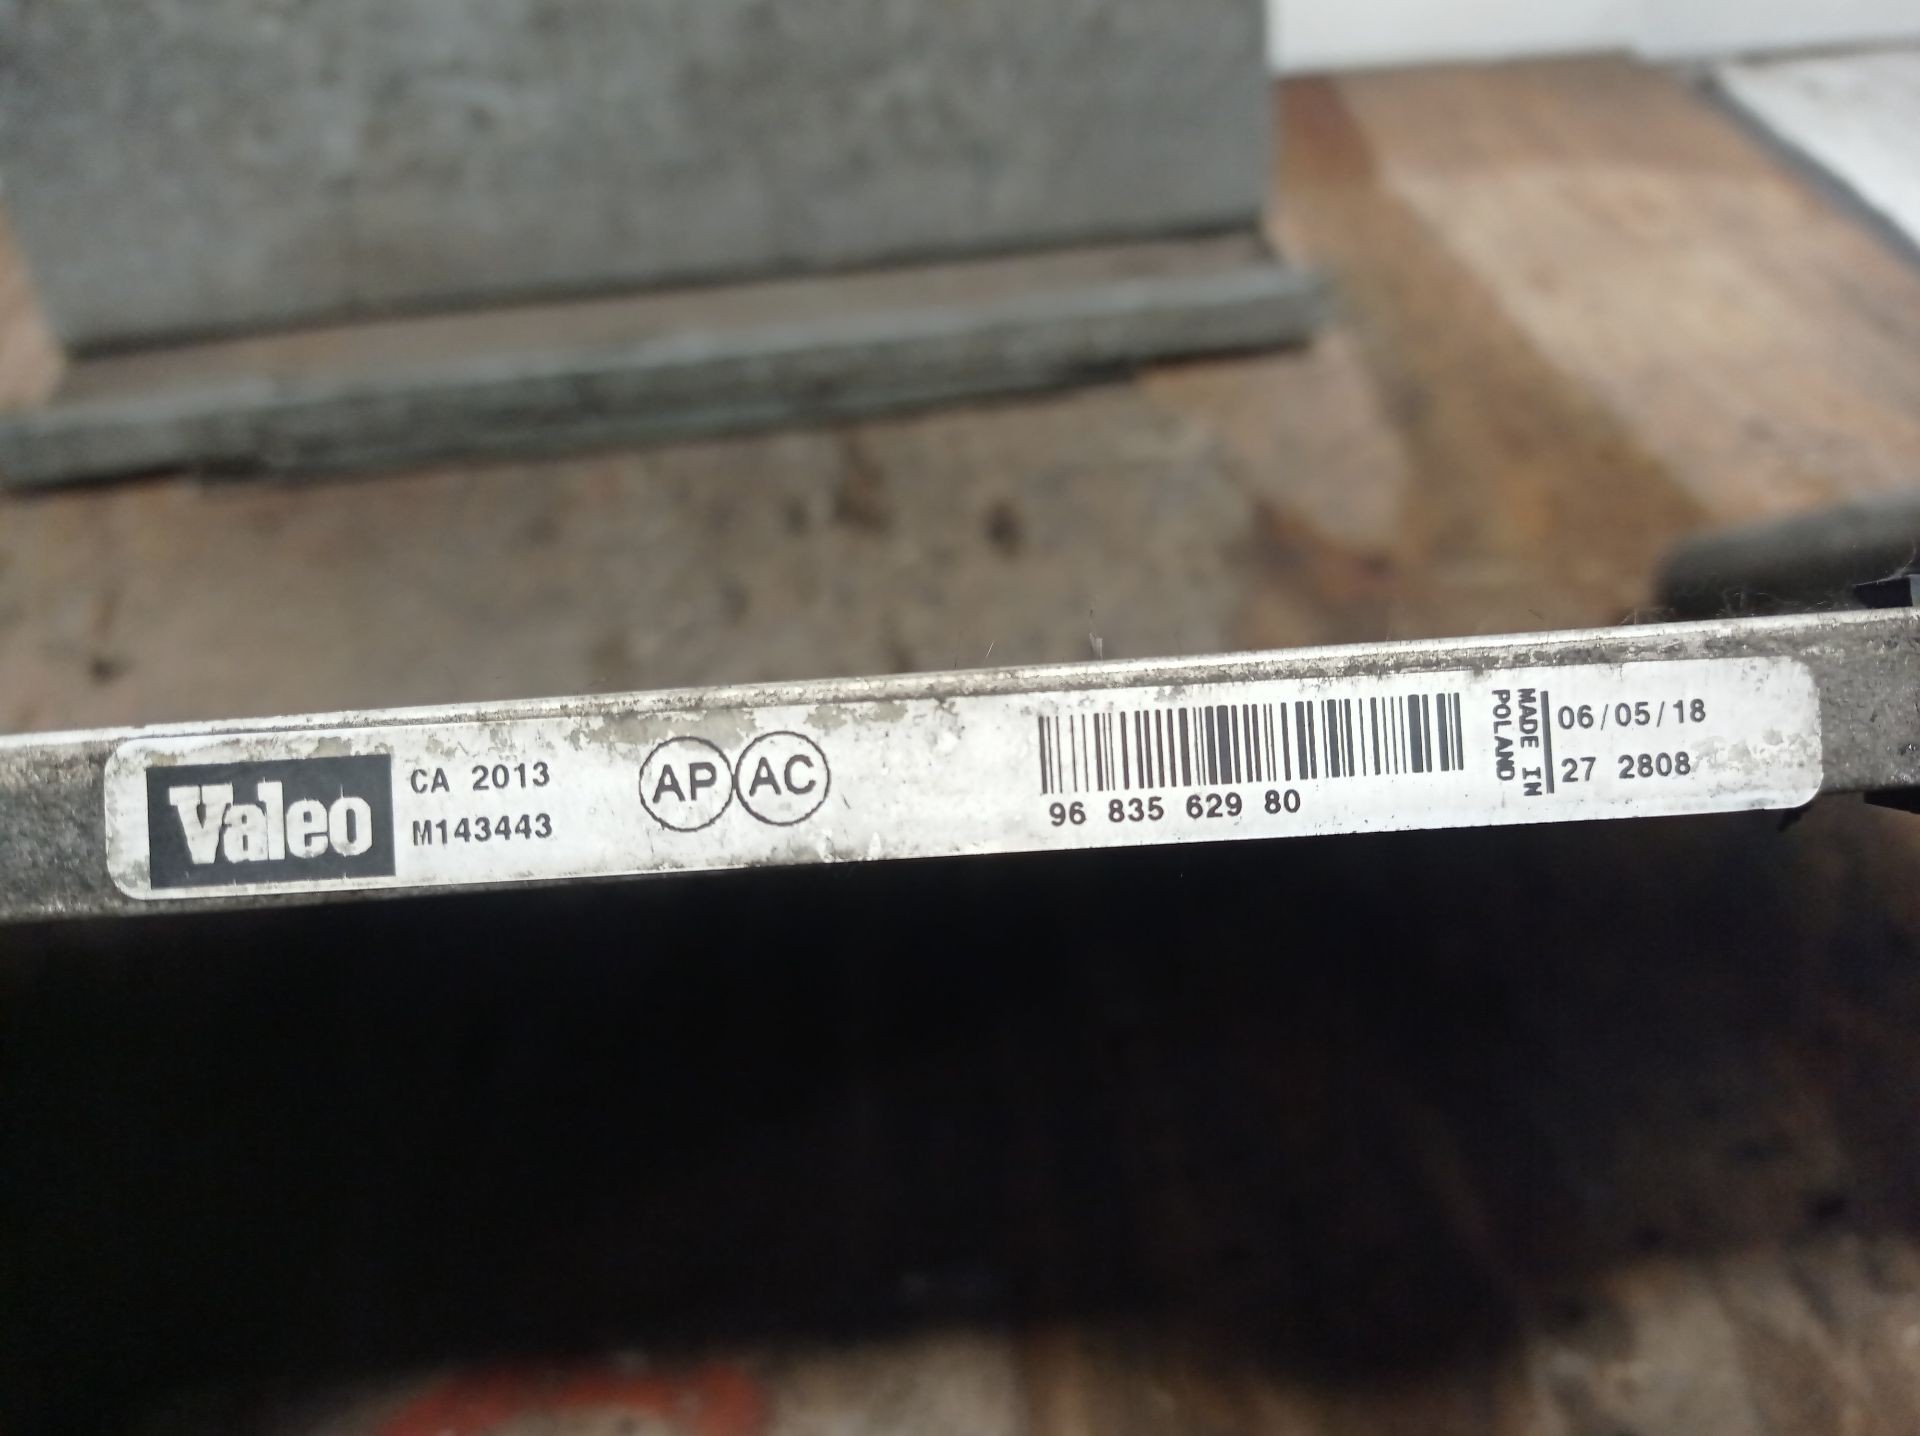 Valeo
CA 2013
M143443
AP AC
96 835 629 80
MADE IN
POLAND
06/05/18
27 2808